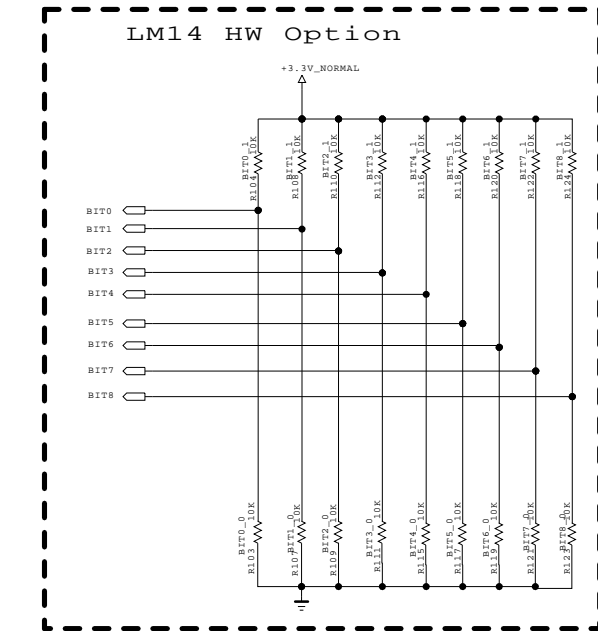 LM14 HW Option
+3.3V_NORMAL
BIT0_1 10K R104
BIT1_1 10K R108
BIT2_1 10K R110
BIT3_1 10K R112
BIT4_1 10K R116
BIT5_1 10K R118
BIT6_1 10K R120
BIT7_1 10K R122
BIT8_1 10K R124
BIT0
BIT1
BIT2
BIT3
BIT4
BIT5
BIT6
BIT7
BIT8
BIT0_0 10K R103
BIT1_0 10K R107
BIT2_0 10K R109
BIT3_0 10K R111
BIT4_0 10K R115
BIT5_0 10K R117
BIT6_0 10K R119
BIT7_0 10K R121
BIT8_0 10K R123